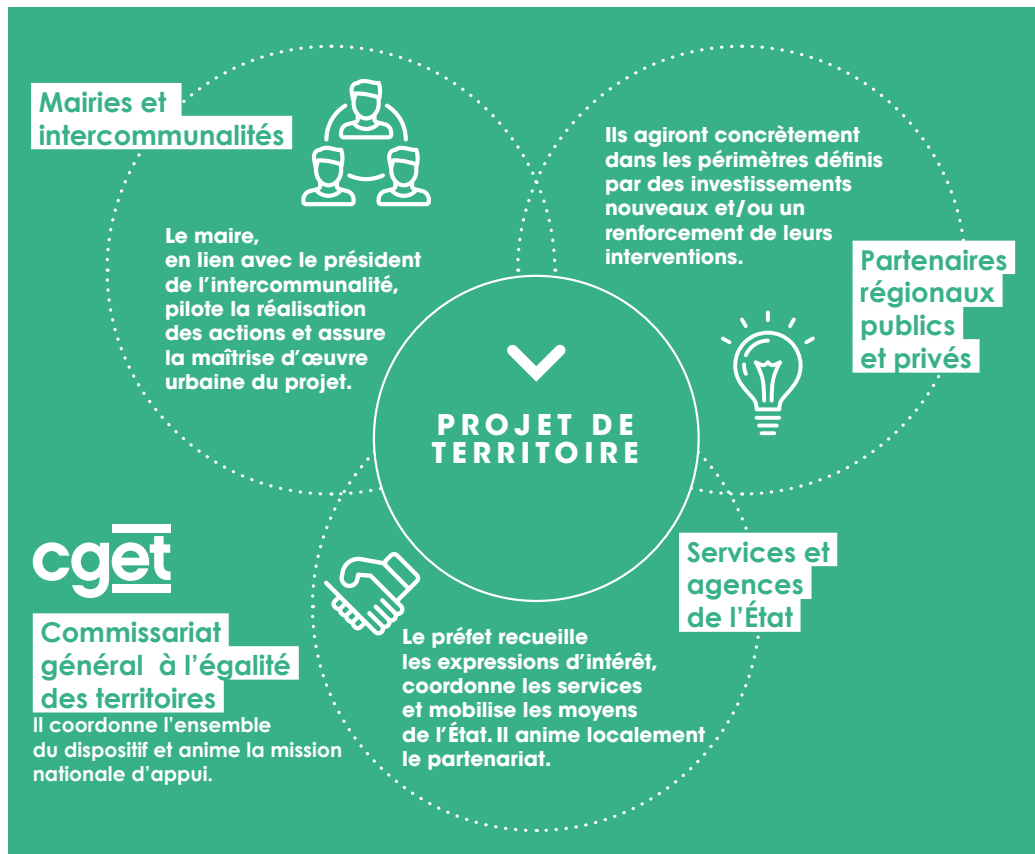 Mairies et
intercommunalités
Le maire,
en lien avec le président
de l’intercommunalité,
pilote la réalisation
des actions et assure
la maîtrise d’œuvre
urbaine du projet.
Ils agiront concrètement
dans les périmètres définis
par des investissements
nouveaux et/ou un
renforcement de leurs
interventions.
Partenaires
régionaux
publics
et privés
PROJET DE
TERRITOIRE
cget
Commissariat
général à l’égalité
des territoires
Il coordonne l’ensemble
du dispositif et anime la mission
nationale d’appui.
Services et
agences
de l’État
Le préfet recueille
les expressions d’intérêt,
coordonne les services
et mobilise les moyens
de l’État. Il anime localement
le partenariat.